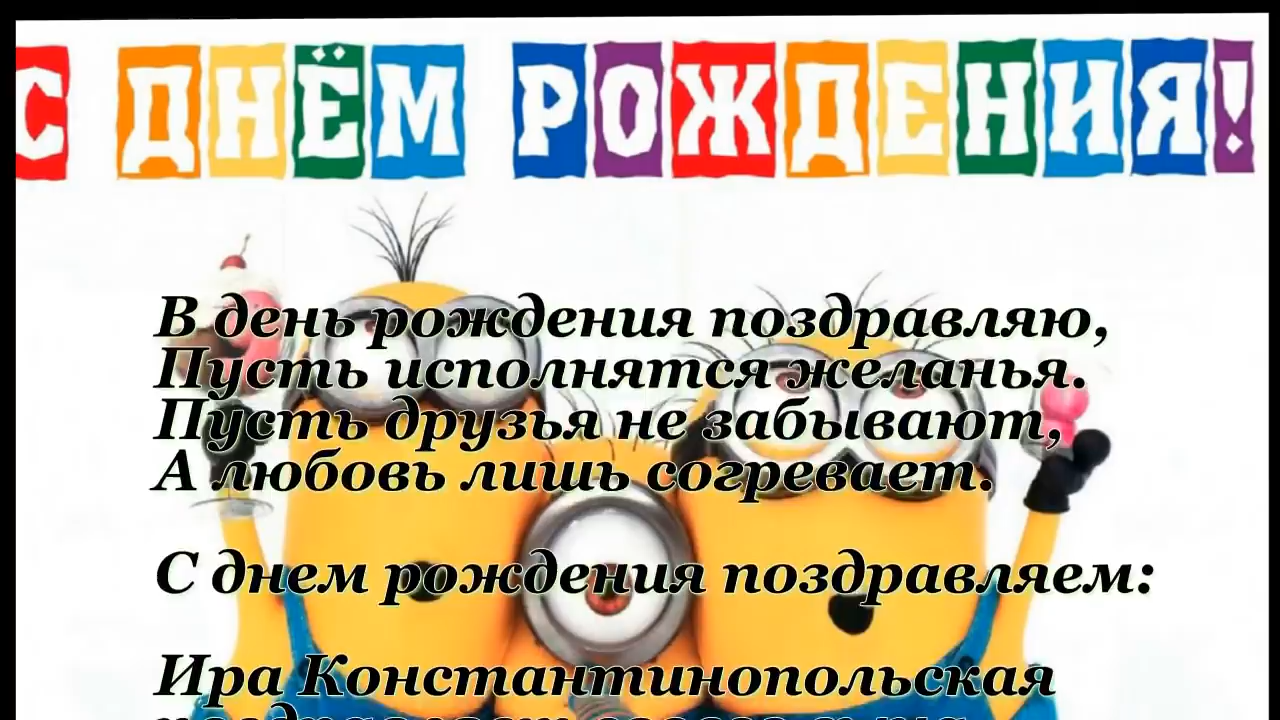 С ДНЁМ РОЖДЕНИЯ!
В день рождения поздравляю,
Пусть исполнятся желанья.
Пусть друзья не забывают,
А любовь лишь согревает.
С днем рождения поздравляем:
Ира Константинопольская